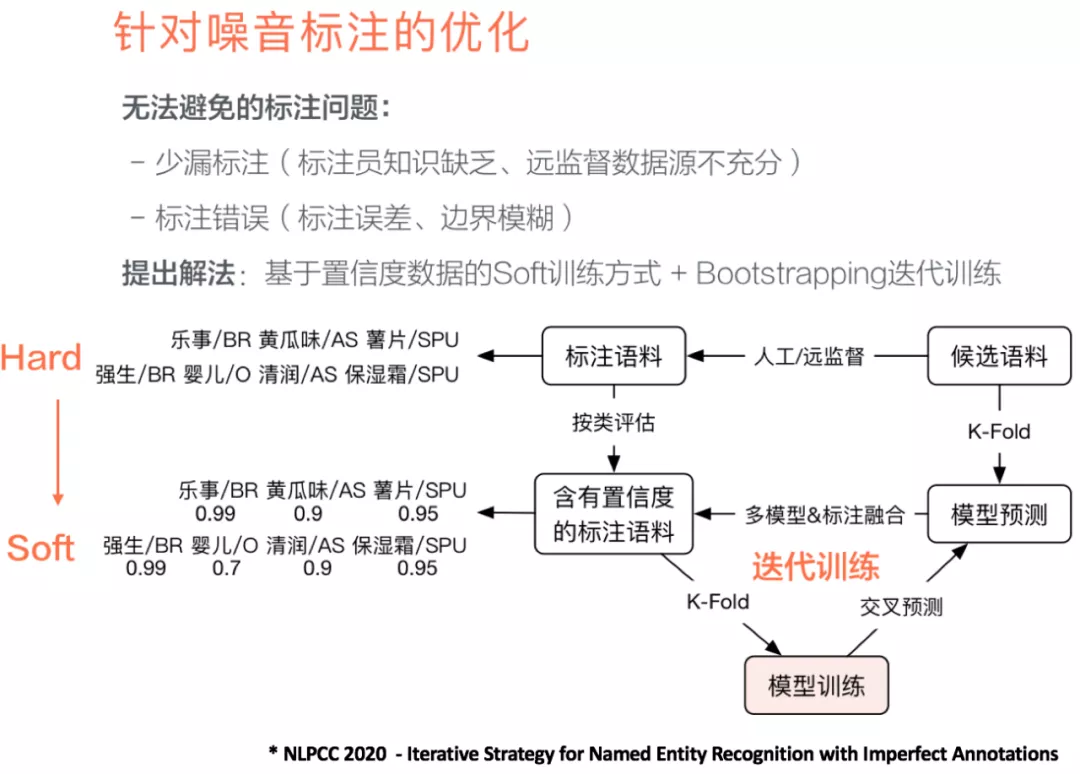 针对噪音标注的优化
无法避免的标注问题：
– 少漏标注（标注员知识缺乏、远监督数据源不充分）
– 标注错误（标注误差、边界模糊）
提出解法：基于置信度数据的Soft训练方式 + Bootstrapping迭代训练
Hard
乐事/BR 黄瓜味/AS 薯片/SPU
强生/BR 婴儿/O 清润/AS 保湿霜/SPU
标注语料
人工/远监督
候选语料
按类评估
K-Fold
Soft
乐事/BR 黄瓜味/AS 薯片/SPU
0.99 0.9 0.95
强生/BR 婴儿/O 清润/AS 保湿霜/SPU
0.99 0.7 0.9 0.95
含有置信度
的标注语料
多模型&标注融合
模型预测
迭代训练
K-Fold
交叉预测
模型训练
* NLPCC 2020 - Iterative Strategy for Named Entity Recognition with Imperfect Annotations